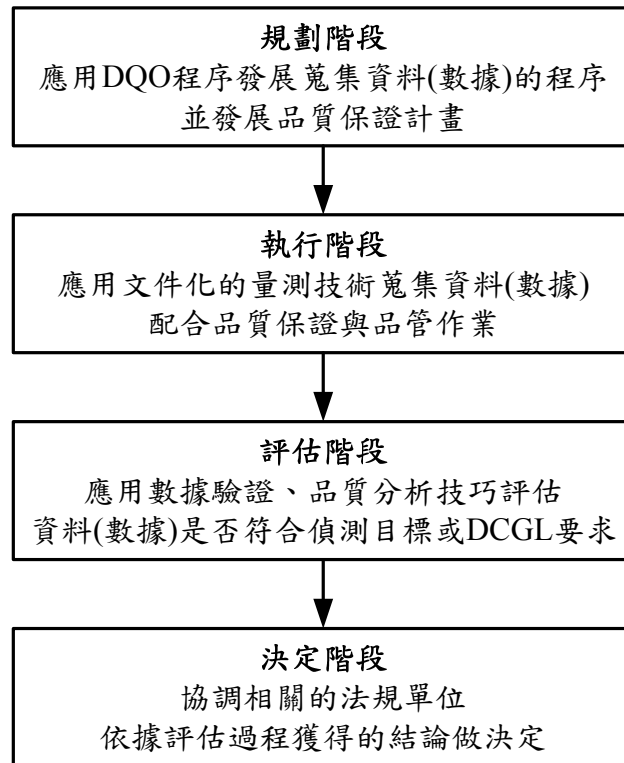 規劃階段
應用DQO程序發展蒐集資料(數據)的程序
並發展品質保證計畫
執行階段
應用文件化的量測技術蒐集資料(數據)
配合品質保證與品管作業
評估階段
應用數據驗證、品質分析技巧評估
資料(數據)是否符合偵測目標或DCGL要求
決定階段
協調相關的法規單位
依據評估過程獲得的結論做決定